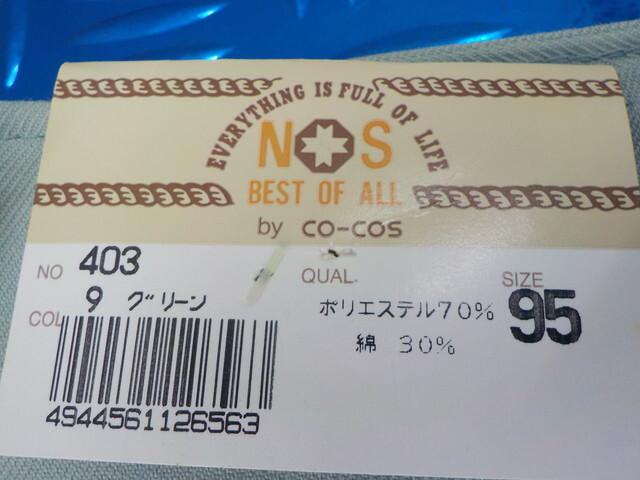 EVERYTHING IS FULL OF LIFE
NOS
BEST OF ALL
by CO-COS
NO 403
COL 9 グリーン
4944561126563
QUAL.
ポリエステル70%
綿 30%
SIZE 95